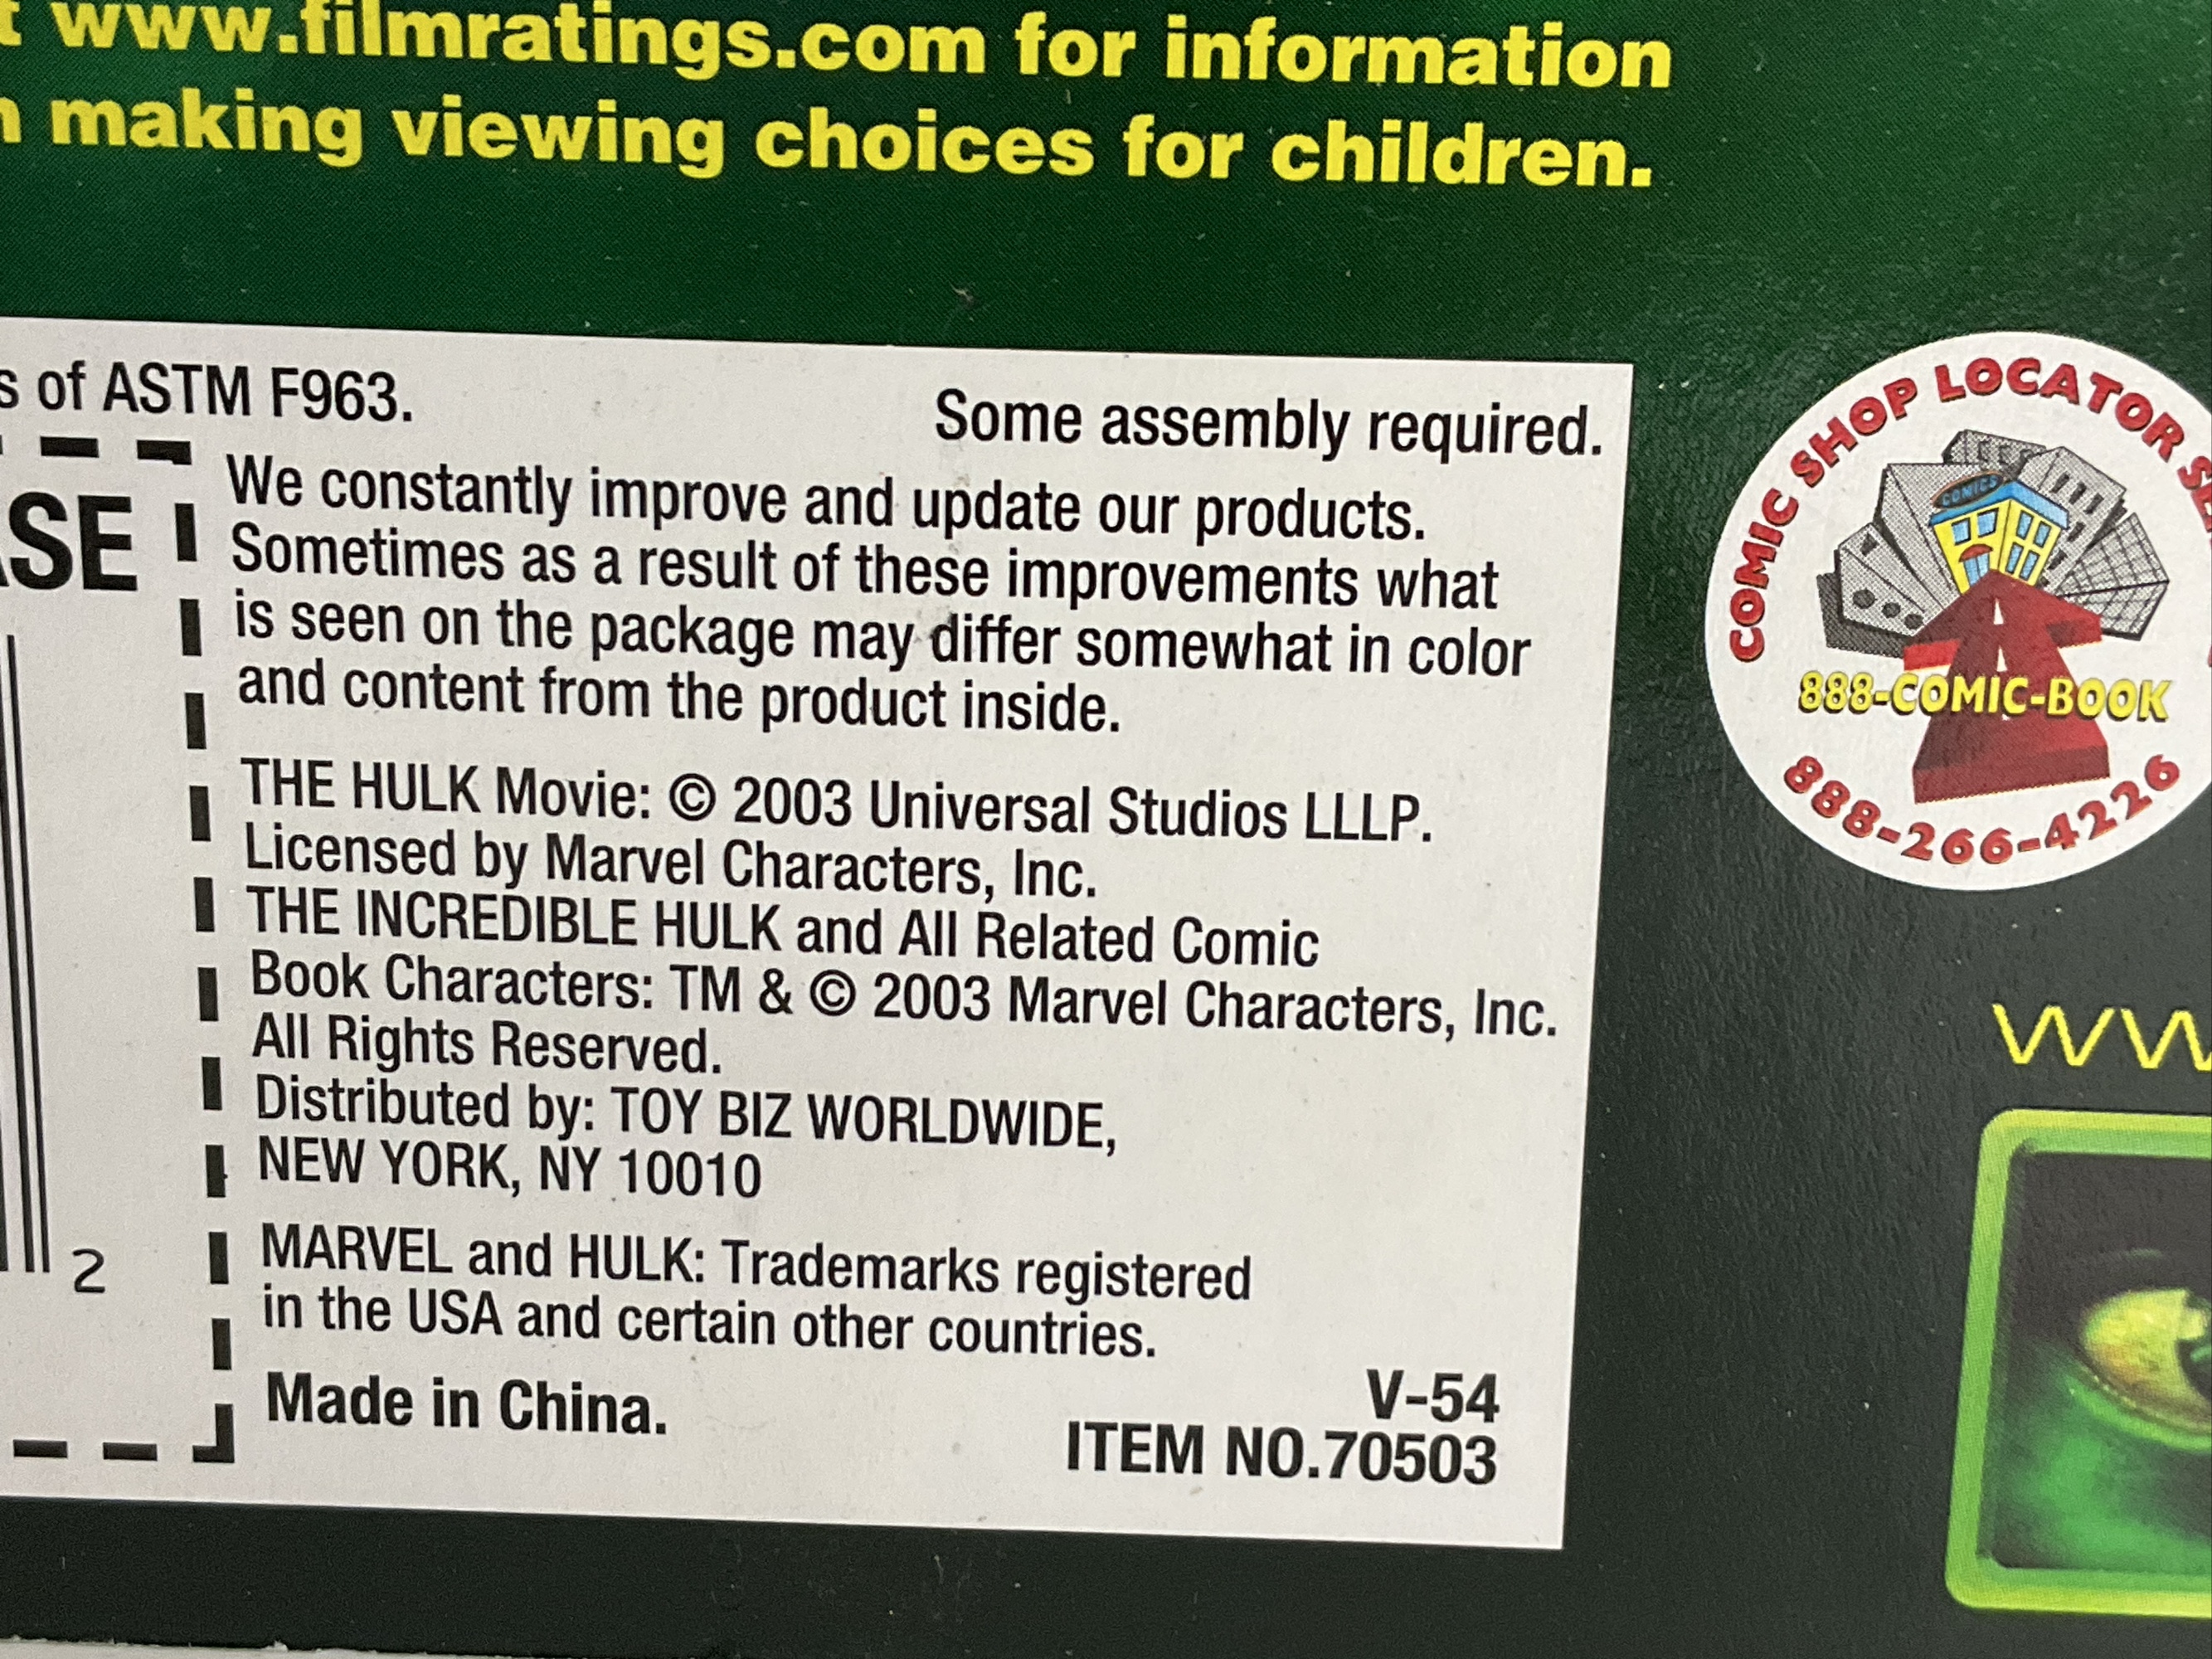 www.filmratings.com for information
making viewing choices for children.
of ASTM F963.
Some assembly required.
We constantly improve and update our products.
Sometimes as a result of these improvements what
is seen on the package may differ somewhat in color
and content from the product inside.
THE HULK Movie: © 2003 Universal Studios LLLP.
Licensed by Marvel Characters, Inc.
THE INCREDIBLE HULK and All Related Comic
Book Characters: TM & © 2003 Marvel Characters, Inc.
All Rights Reserved.
Distributed by: TOY BIZ WORLDWIDE,
NEW YORK, NY 10010
MARVEL and HULK: Trademarks registered
in the USA and certain other countries.
Made in China.
V-54
ITEM NO.70503
2
COMIC SHOP LOCATOR
COMICS
888-COMIC-BOOK
888-266-4226